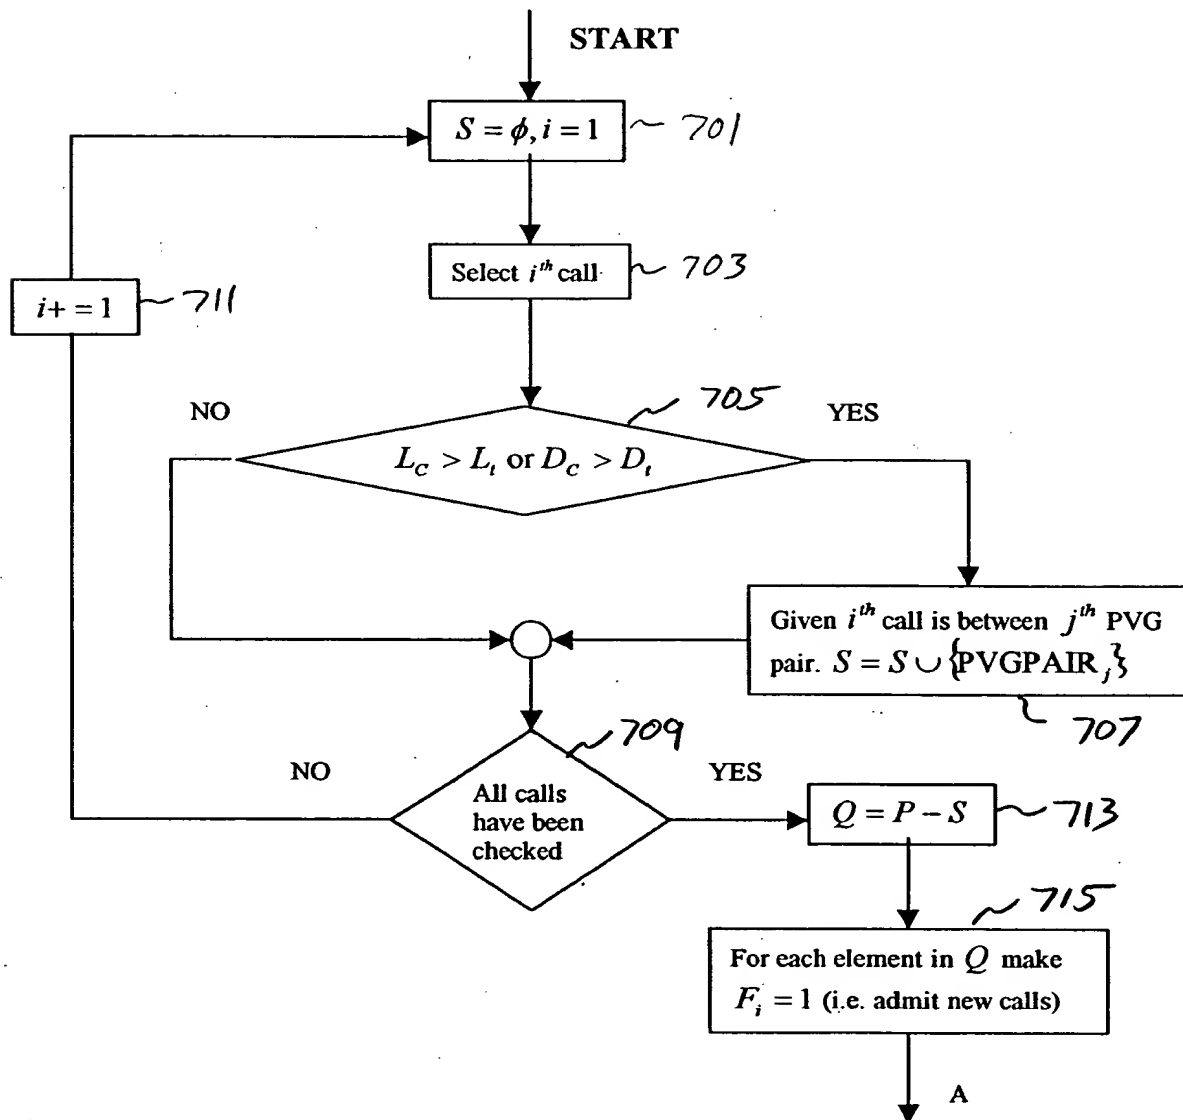 START
S = ϕ, i = 1
701
Select i^th call
703
i+ = 1
711
NO
705
YES
L_C > L_t or D_C > D_t
Given i^th call is between j^th PVG
pair. S = S ∪ {PVGPAIR_j}
707
709
NO
YES
All calls
have been
checked
Q = P − S
713
715
For each element in Q make
F_i = 1 (i.e. admit new calls)
A